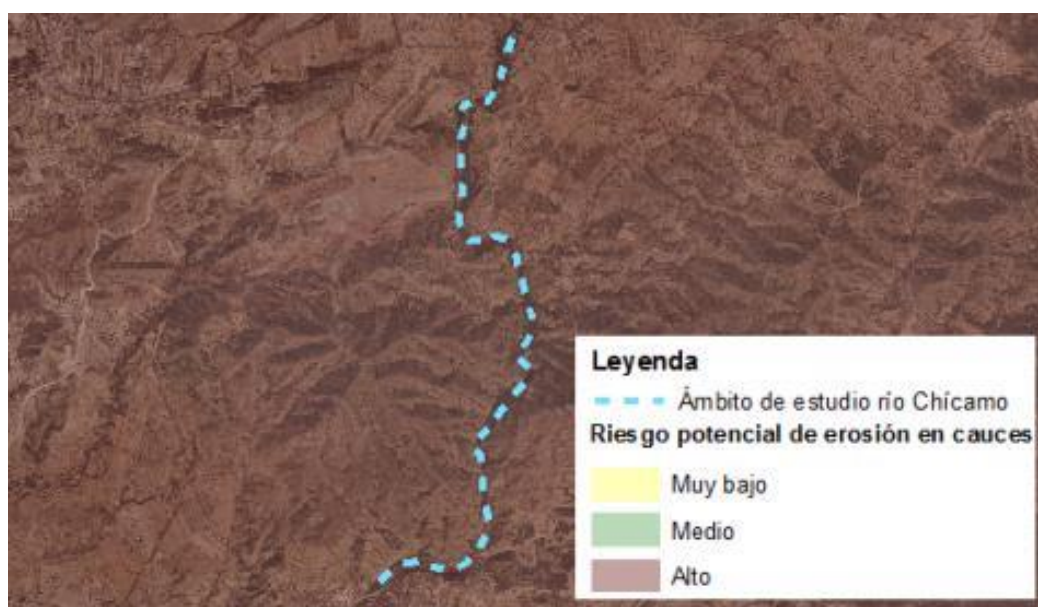 Leyenda
Ámbito de estudio río Chícamo
Riesgo potencial de erosión en cauces
Muy bajo
Medio
Alto